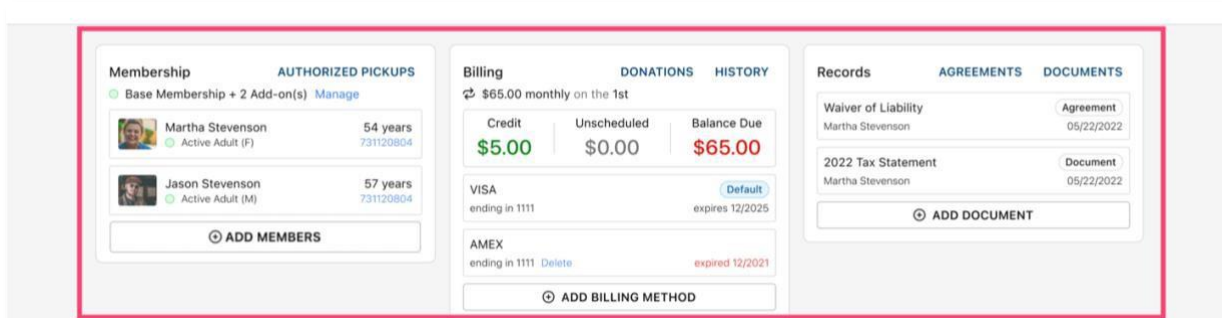 Membership AUTHORIZED PICKUPS
Base Membership + 2 Add-on(s) Manage
Martha Stevenson 54 years
Active Adult (F) 731120804
Jason Stevenson 57 years
Active Adult (M) 731120804
ADD MEMBERS
Billing DONATIONS HISTORY
$65.00 monthly on the 1st
Credit Unscheduled Balance Due
$5.00 $0.00 $65.00
VISA Default
ending in 1111 expires 12/2025
AMEX
ending in 1111 Delete expired 12/2021
ADD BILLING METHOD
Records AGREEMENTS DOCUMENTS
Waiver of Liability Agreement
Martha Stevenson 05/22/2022
2022 Tax Statement Document
Martha Stevenson 05/22/2022
ADD DOCUMENT